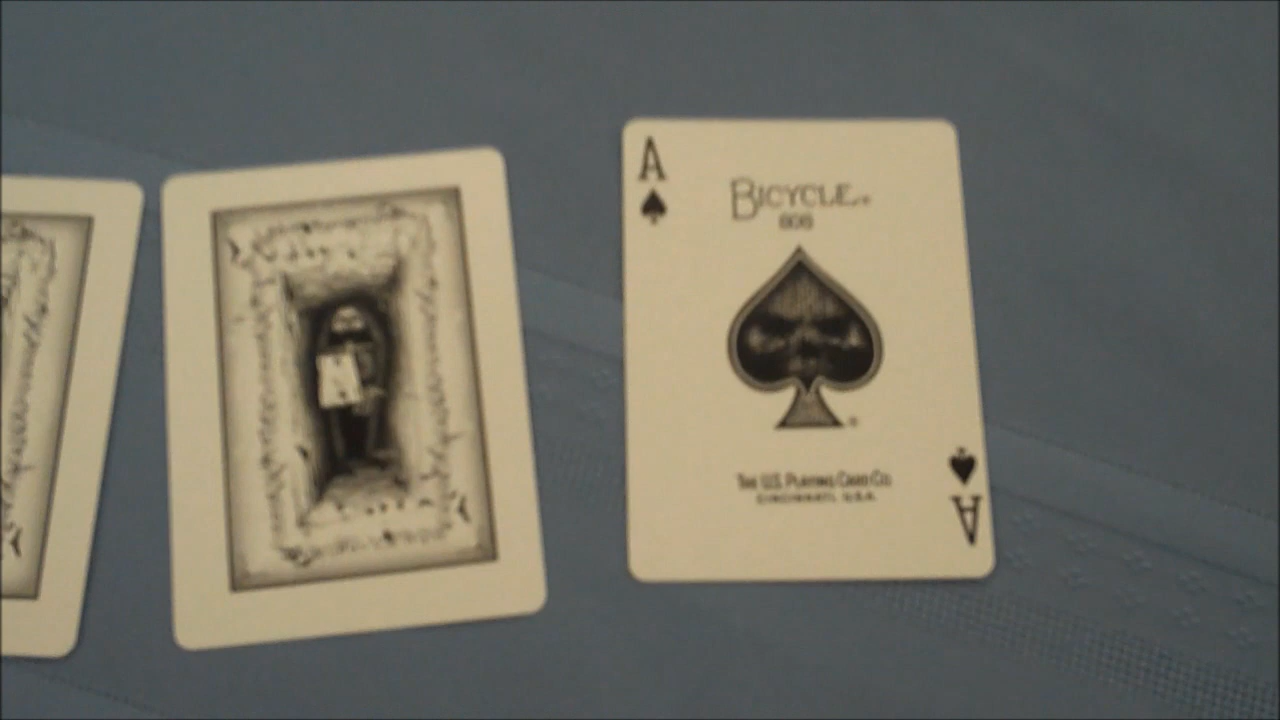 A
BICYCLE®
808
THE U.S. PLAYING CARD CO.
CINCINNATI, U.S.A.
A